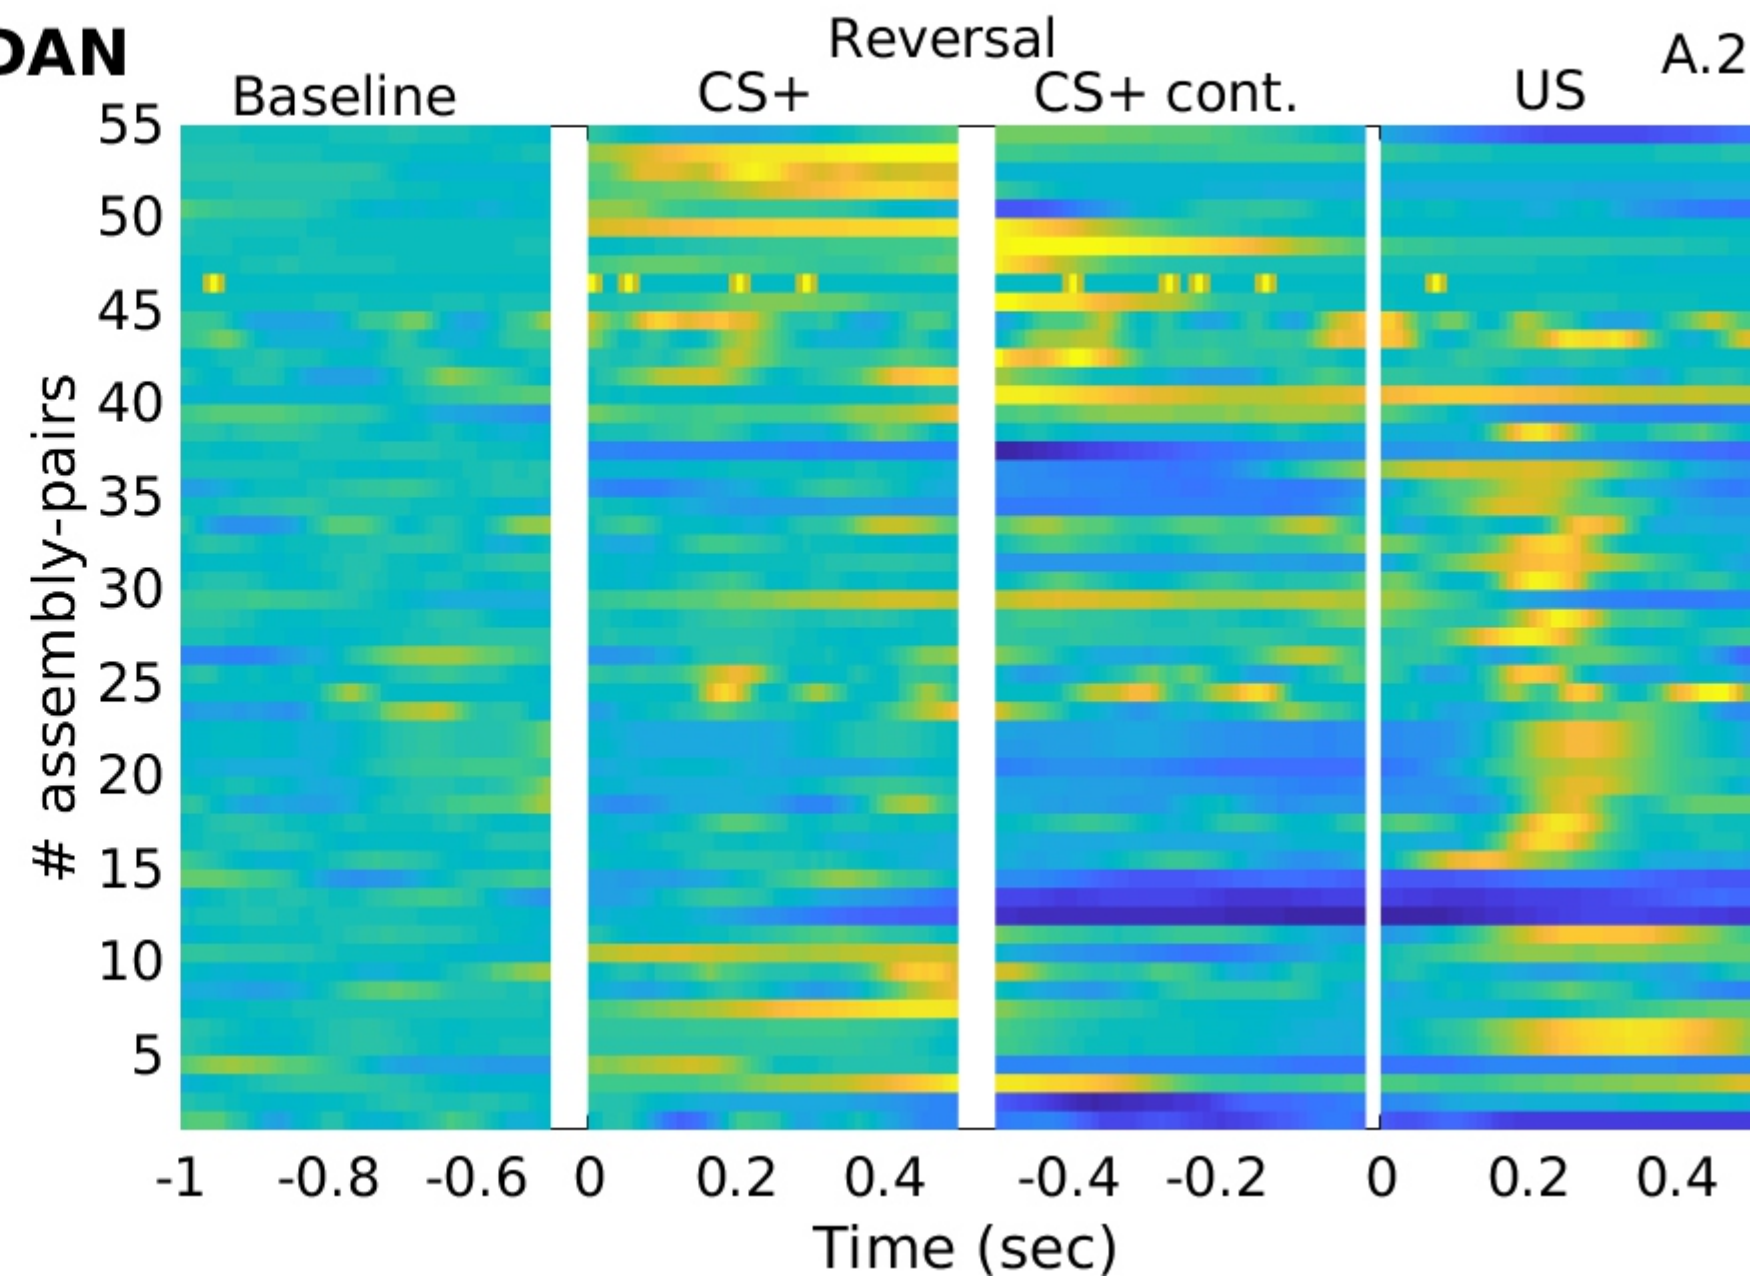 DAN
Reversal
A.2
Baseline
CS+
CS+ cont.
US
55
50
45
40
35
30
25
20
15
10
5
# assembly-pairs
-1 -0.8 -0.6 0 0.2 0.4 -0.4 -0.2 0 0.2 0.4
Time (sec)